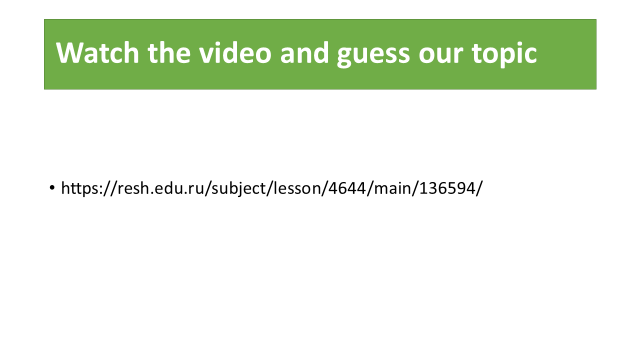 Watch the video and guess our topic
• https://resh.edu.ru/subject/lesson/4644/main/136594/